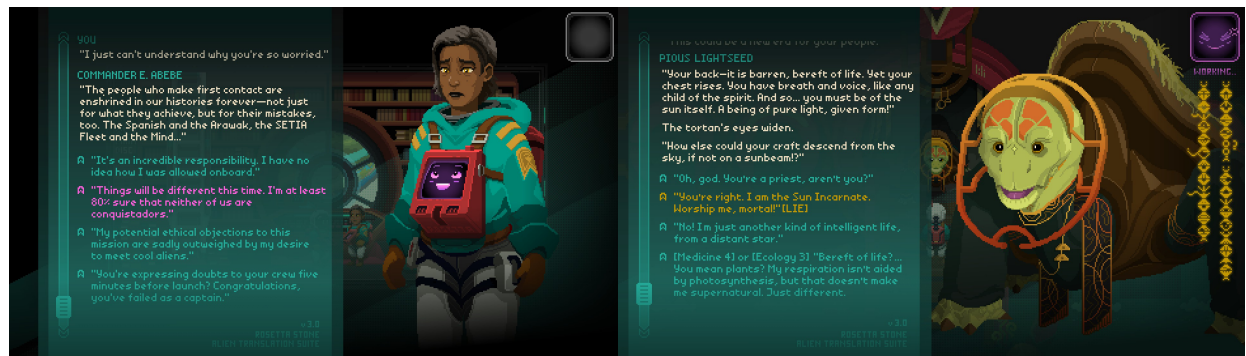 YOU
"I just can't understand why you're so worried."
COMMANDER E. ABEBE
"The people who make first contact are
enshrined in our histories forever—not just
for what they achieve, but for their mistakes,
too. The Spanish and the Arawak, the SETIA
Fleet and the Mind..."
"It's an incredible responsibility. I have no
idea how I was allowed onboard."
"Things will be different this time. I'm at least
80% sure that neither of us are
conquistadors."
"My potential ethical objections to this
mission are sadly outweighed by my desire
to meet cool aliens."
"You're expressing doubts to your crew five
minutes before launch? Congratulations,
you've failed as a captain."
v3.0
ROSETTA STONE
ALIEN TRANSLATION SUITE
This could be a new era for your people.
PIOUS LIGHTSEED
"Your back—it is barren, bereft of life. Yet your
chest rises. You have breath and voice, like any
child of the spirit. And so... you must be of the
sun itself. A being of pure light, given form!"
The tortan's eyes widen.
"How else could your craft descend from the
sky, if not on a sunbeam!?"
"Oh, god. You're a priest, aren't you?"
"You're right. I am the Sun Incarnate.
Worship me, mortal!"[LIE]
"No! Im just another kind of intelligent life,
from a distant star."
[Medicine 4] or [Ecology 3] "Bereft of life?...
You mean plants? My respiration isn't aided
by photosynthesis, but that doesn't make
me supernatural. Just different.
v3.0
ROSETTA STONE
ALIEN TRANSLATION SUITE
WORKING..